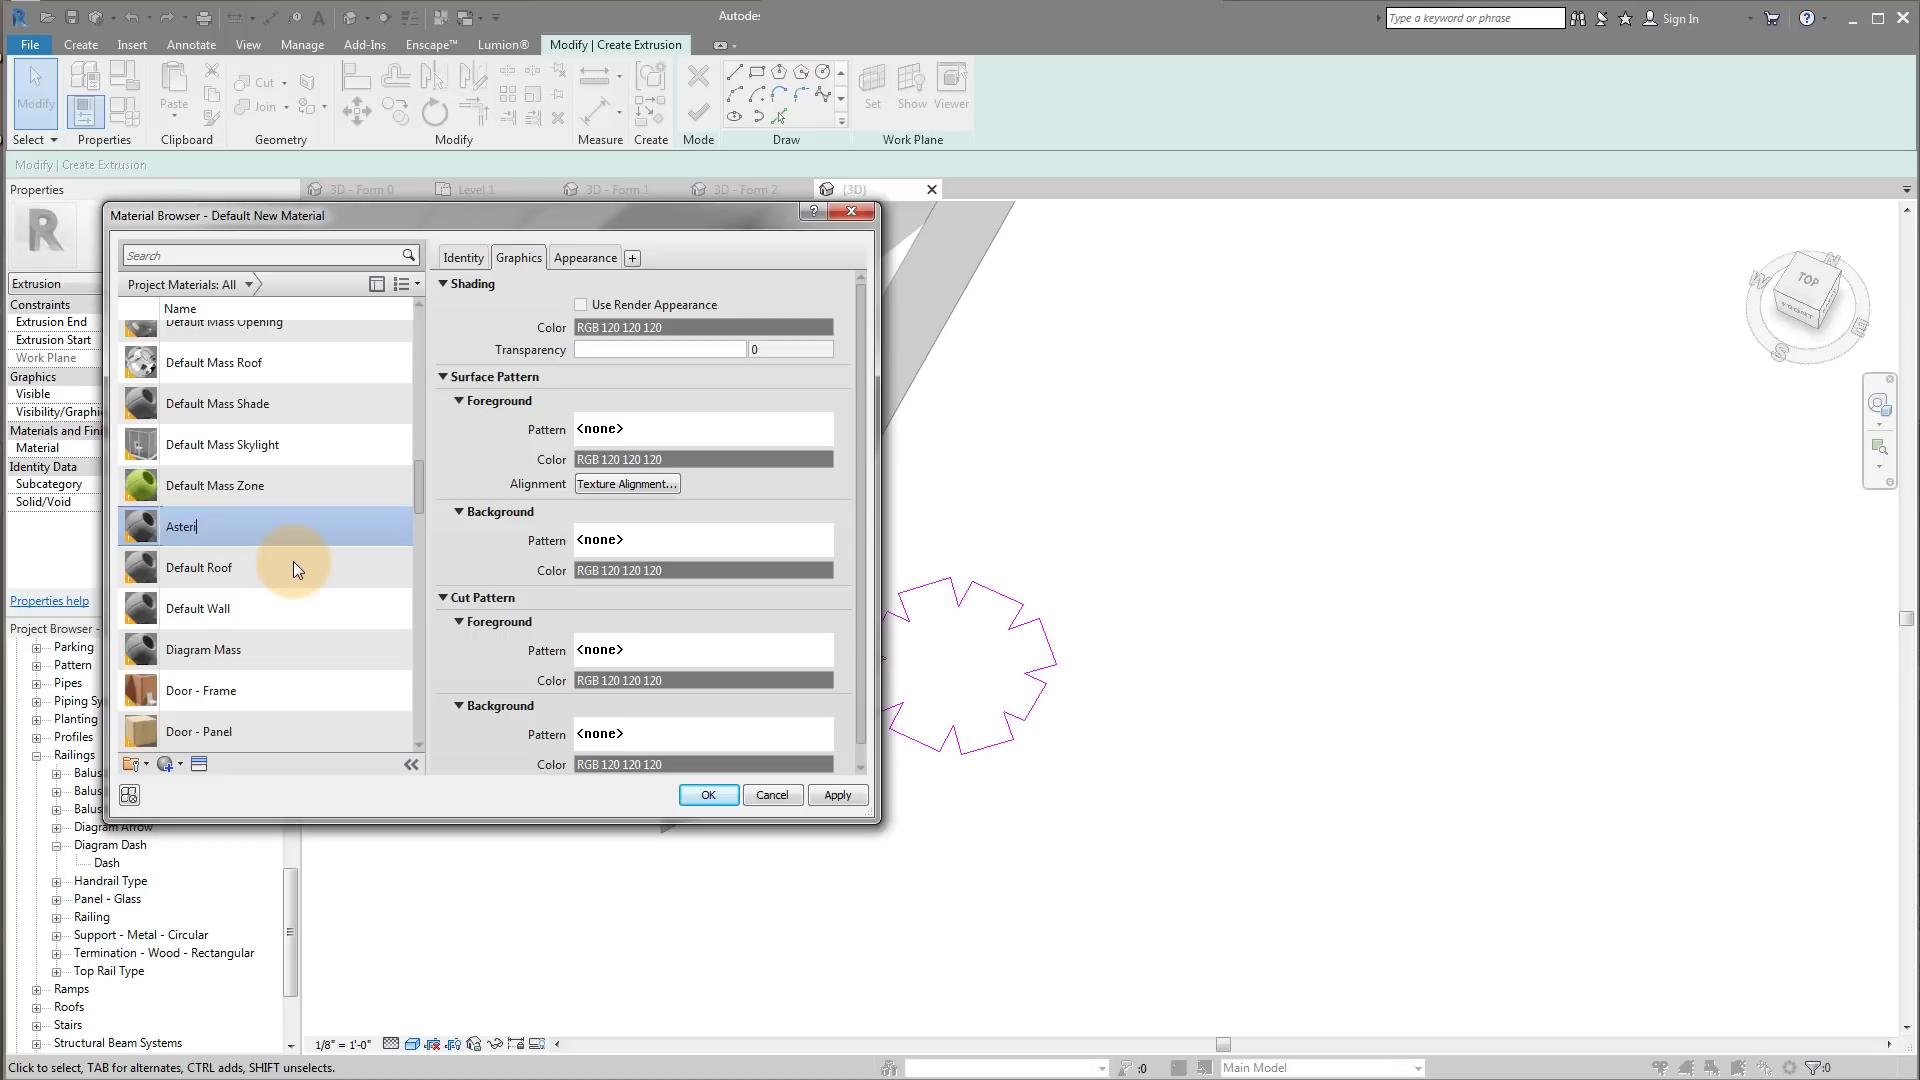 Autodes
Type a keyword or phrase
Sign In
File
Create
Insert
Annotate
View
Manage
Add-Ins
Enscape™
Lumion®
Modify | Create Extrusion
Modify
Paste
Cut
Join
Set
Show
Viewer
Select
Properties
Clipboard
Geometry
Modify
Measure
Create
Mode
Draw
Work Plane
Modify | Create Extrusion
Properties
3D - Form 0
Level 1
3D - Form 1
3D - Form 2
{3D}
Extrusion
Constraints
Extrusion End
Extrusion Start
Work Plane
Graphics
Visible
Visibility/Graphi
Materials and Fini
Material
Identity Data
Subcategory
Solid/Void
Properties help
Material Browser - Default New Material
Search
Project Materials: All
Name
Default Mass Opening
Default Mass Roof
Default Mass Shade
Default Mass Skylight
Default Mass Zone
Asteri
Default Roof
Default Wall
Diagram Mass
Door - Frame
Door - Panel
Identity
Graphics
Appearance
Shading
Use Render Appearance
Color RGB 120 120 120
Transparency 0
Surface Pattern
Foreground
Pattern <none>
Color RGB 120 120 120
Alignment Texture Alignment...
Background
Pattern <none>
Color RGB 120 120 120
Cut Pattern
Foreground
Pattern <none>
Color RGB 120 120 120
Background
Pattern <none>
Color RGB 120 120 120
OK
Cancel
Apply
Project Browser -
Parking
Pattern
Pipes
Piping Sy
Planting
Profiles
Railings
Balus
Balus
Balus
Diagram Arrow
Diagram Dash
Dash
Handrail Type
Panel - Glass
Railing
Support - Metal - Circular
Termination - Wood - Rectangular
Top Rail Type
Ramps
Roofs
Stairs
Structural Beam Systems
TOP
FRONT
N
W
E
S
1/8" = 1'-0"
Click to select, TAB for alternates, CTRL adds, SHIFT unselects.
:0
Main Model
:0